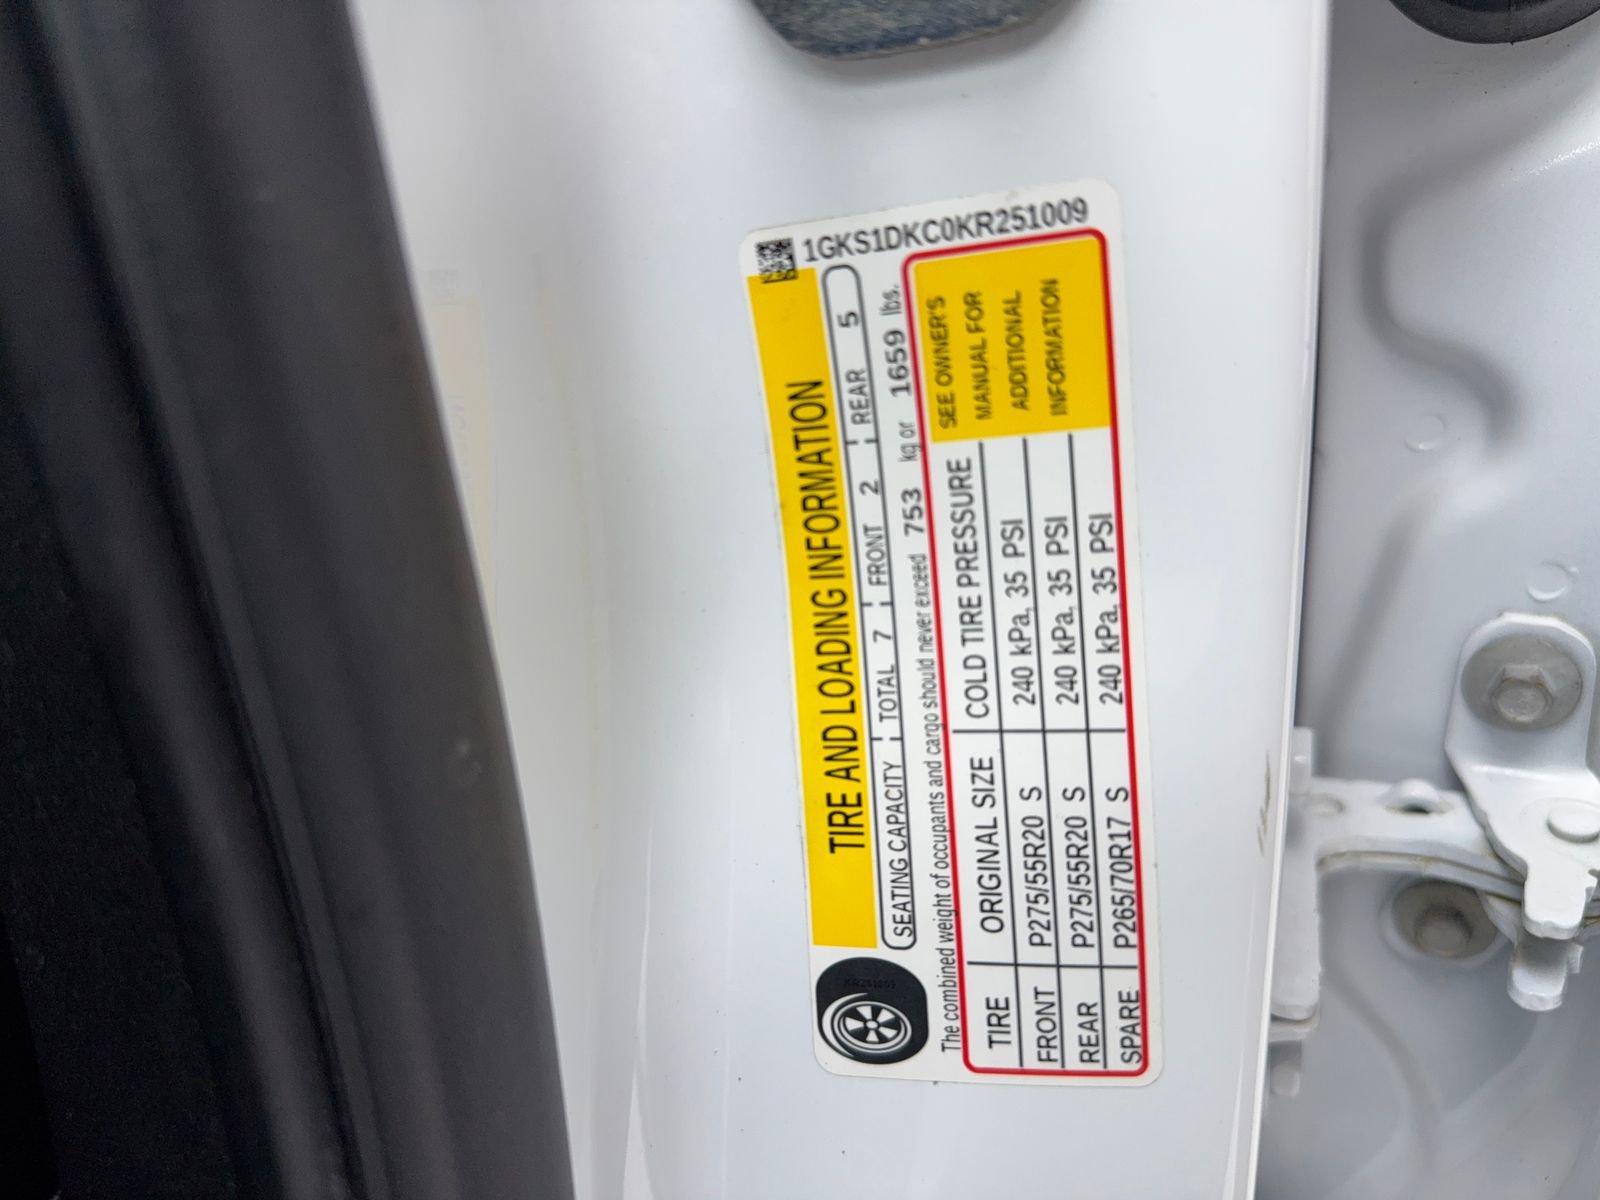 1GKS1DKC0KR251009
TIRE AND LOADING INFORMATION
SEATING CAPACITY TOTAL 7 FRONT 2 REAR 5
The combined weight of occupants and cargo should never exceed 753 kg or 1659 lbs.
TIRE ORIGINAL SIZE COLD TIRE PRESSURE
FRONT P275/55R20 S 240 kPa, 35 PSI
REAR P275/55R20 S 240 kPa, 35 PSI
SPARE P265/70R17 S 240 kPa, 35 PSI
SEE OWNER'S
MANUAL FOR
ADDITIONAL
INFORMATION
KR251009